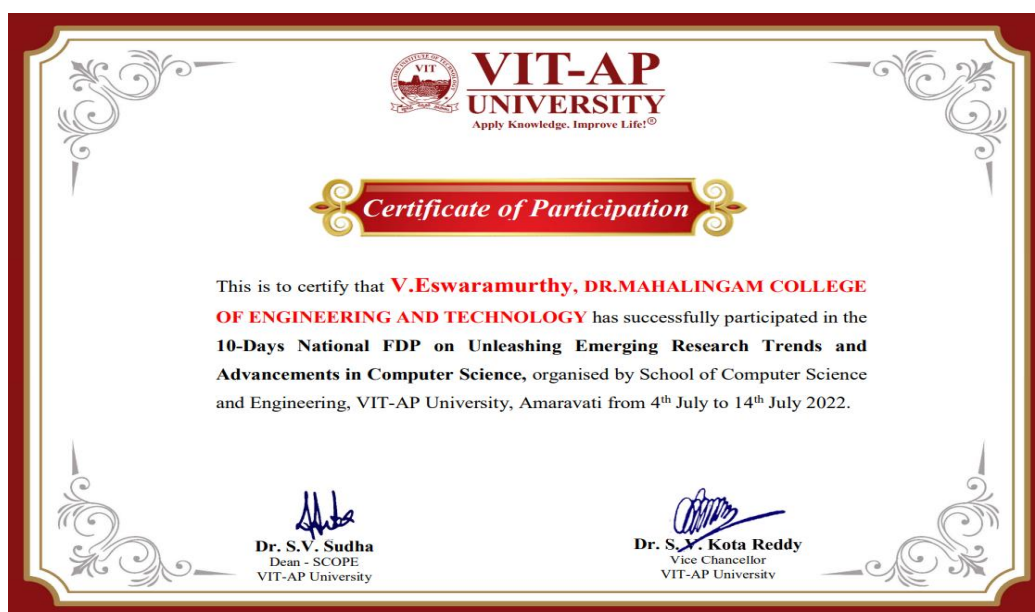 VIT
VIT-AP
UNIVERSITY
Apply Knowledge. Improve Life!®
Certificate of Participation
This is to certify that V.Eswaramurthy, DR.MAHALINGAM COLLEGE
OF ENGINEERING AND TECHNOLOGY has successfully participated in the
10-Days National FDP on Unleashing Emerging Research Trends and
Advancements in Computer Science, organised by School of Computer Science
and Engineering, VIT-AP University, Amaravati from 4th July to 14th July 2022.
Dr. S.V. Sudha
Dean - SCOPE
VIT-AP University
Dr. S. V. Kota Reddy
Vice Chancellor
VIT-AP University